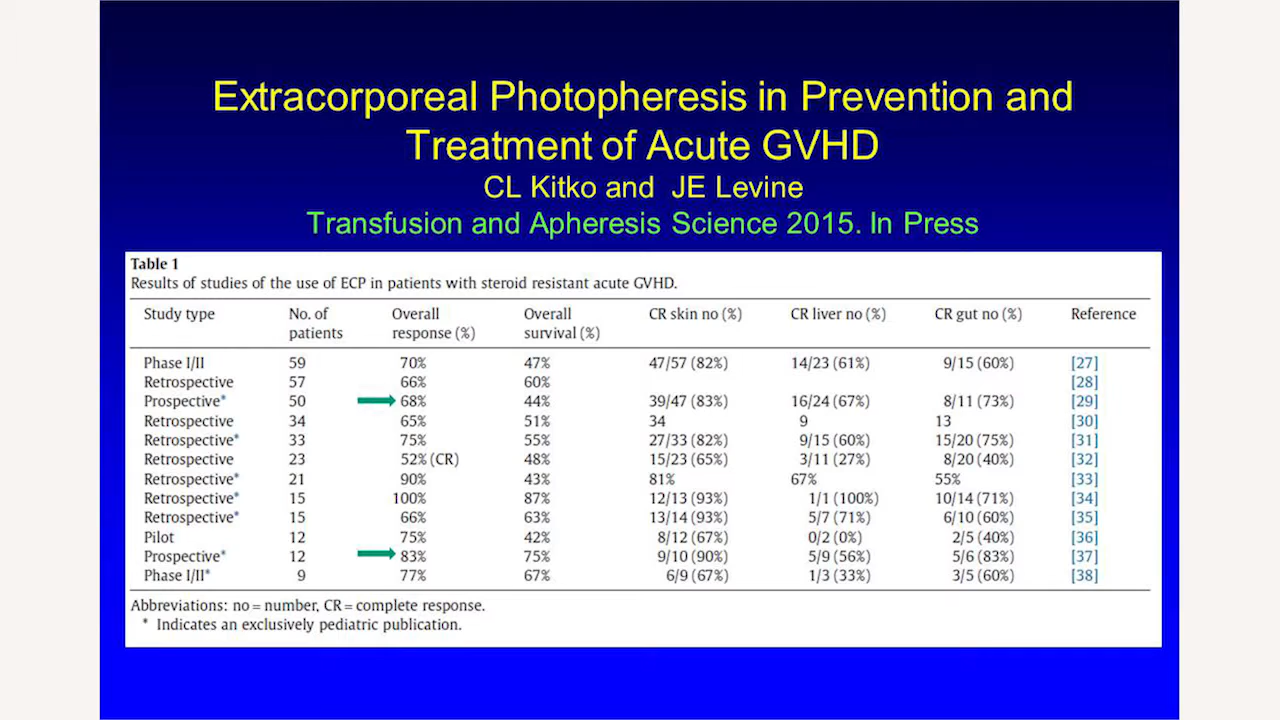 Extracorporeal Photopheresis in Prevention and
Treatment of Acute GVHD
CL Kitko and JE Levine
Transfusion and Apheresis Science 2015. In Press
Table 1
Results of studies of the use of ECP in patients with steroid resistant acute GVHD.
Study type No. of patients Overall response (%) Overall survival (%) CR skin no (%) CR liver no (%) CR gut no (%) Reference
Phase I/II 59 70% 47% 47/57 (82%) 14/23 (61%) 9/15 (60%) [27]
Retrospective 57 66% 60% [28]
Prospective* 50 68% 44% 39/47 (83%) 16/24 (67%) 8/11 (73%) [29]
Retrospective 34 65% 51% 34 9 13 [30]
Retrospective* 33 75% 55% 27/33 (82%) 9/15 (60%) 15/20 (75%) [31]
Retrospective 23 52% (CR) 48% 15/23 (65%) 3/11 (27%) 8/20 (40%) [32]
Retrospective* 21 90% 43% 81% 67% 55% [33]
Retrospective* 15 100% 87% 12/13 (93%) 1/1 (100%) 10/14 (71%) [34]
Retrospective* 15 66% 63% 13/14 (93%) 5/7 (71%) 6/10 (60%) [35]
Pilot 12 75% 42% 8/12 (67%) 0/2 (0%) 2/5 (40%) [36]
Prospective* 12 83% 75% 9/10 (90%) 5/9 (56%) 5/6 (83%) [37]
Phase I/II* 9 77% 67% 6/9 (67%) 1/3 (33%) 3/5 (60%) [38]
Abbreviations: no = number, CR = complete response.
* Indicates an exclusively pediatric publication.